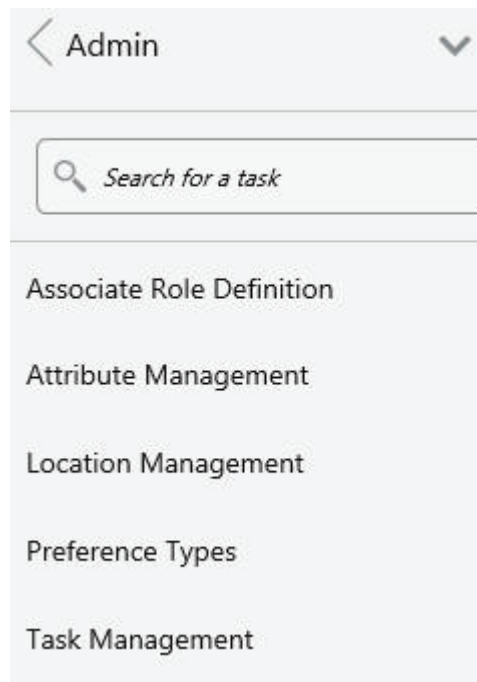 Admin
Search for a task
Associate Role Definition
Attribute Management
Location Management
Preference Types
Task Management